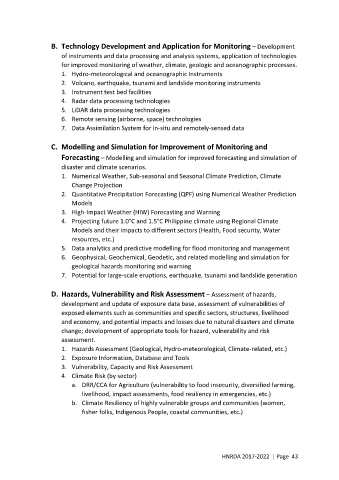 B. Technology Development and Application for Monitoring – Development
of instruments and data processing and analysis systems, application of technologies
for improved monitoring of weather, climate, geologic and oceanographic processes.
1. Hydro-meteorological and oceanographic Instruments
2. Volcano, earthquake, tsunami and landslide monitoring instruments
3. Instrument test bed facilities
4. Radar data processing technologies
5. LiDAR data processing technologies
6. Remote sensing (airborne, space) technologies
7. Data Assimilation System for in-situ and remotely-sensed data
C. Modelling and Simulation for Improvement of Monitoring and
Forecasting – Modelling and simulation for improved forecasting and simulation of
disaster and climate scenarios.
1. Numerical Weather, Sub-seasonal and Seasonal Climate Prediction, Climate
Change Projection
2. Quantitative Precipitation Forecasting (QPF) using Numerical Weather Prediction
Models
3. High-Impact Weather (HIW) Forecasting and Warning
4. Projecting future 1.0°C and 1.5°C Philippine climate using Regional Climate
Models and their impacts to different sectors (Health, Food security, Water
resources, etc.)
5. Data analytics and predictive modelling for flood monitoring and management
6. Geophysical, Geochemical, Geodetic, and related modelling and simulation for
geological hazards monitoring and warning
7. Potential for large-scale eruptions, earthquake, tsunami and landslide generation
D. Hazards, Vulnerability and Risk Assessment – Assessment of hazards,
development and update of exposure data base, assessment of vulnerabilities of
exposed elements such as communities and specific sectors, structures, livelihood
and economy, and potential impacts and losses due to natural disasters and climate
change; development of appropriate tools for hazard, vulnerability and risk
assessment.
1. Hazards Assessment (Geological, Hydro-meteorological, Climate-related, etc.)
2. Exposure Information, Database and Tools
3. Vulnerability, Capacity and Risk Assessment
4. Climate Risk (by sector)
a. DRR/CCA for Agriculture (vulnerability to food insecurity, diversified farming,
livelihood, impact assessments, food resiliency in emergencies, etc.)
b. Climate Resiliency of highly vulnerable groups and communities (women,
fisher folks, Indigenous People, coastal communities, etc.)
HNRDA 2017-2022 | Page 43